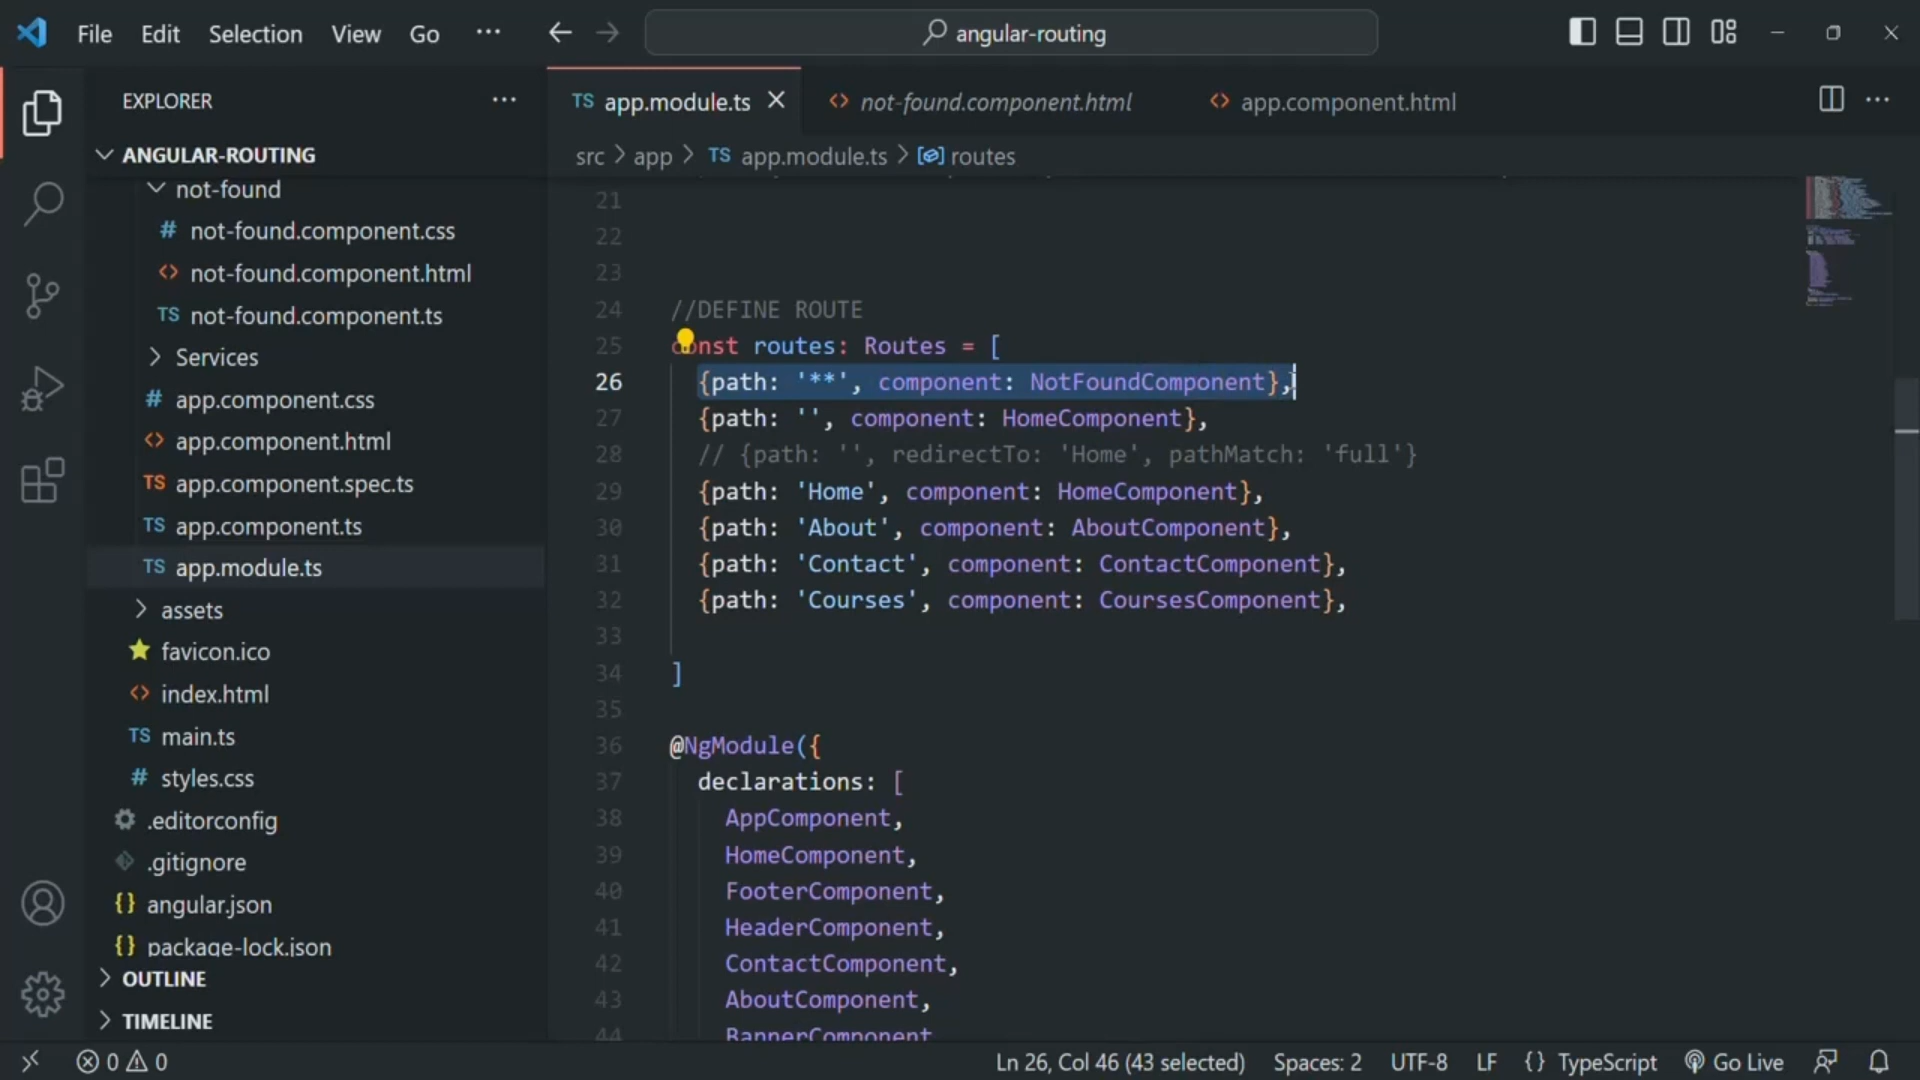 File Edit Selection View Go ··· angular-routing
EXPLORER ···
ANGULAR-ROUTING
not-found
# not-found.component.css
<> not-found.component.html
TS not-found.component.ts
Services
# app.component.css
<> app.component.html
TS app.component.spec.ts
TS app.component.ts
TS app.module.ts
assets
favicon.ico
<> index.html
TS main.ts
# styles.css
.editorconfig
.gitignore
{} angular.json
{} package-lock.json
OUTLINE
TIMELINE
TS app.module.ts <> not-found.component.html <> app.component.html
src > app > TS app.module.ts > routes
21
22
23
24 //DEFINE ROUTE
25 const routes: Routes = [
26 {path: '**', component: NotFoundComponent},
27 {path: '', component: HomeComponent},
28 // {path: '', redirectTo: 'Home', pathMatch: 'full'}
29 {path: 'Home', component: HomeComponent},
30 {path: 'About', component: AboutComponent},
31 {path: 'Contact', component: ContactComponent},
32 {path: 'Courses', component: CoursesComponent},
33
34 ]
35
36 @NgModule({
37 declarations: [
38 AppComponent,
39 HomeComponent,
40 FooterComponent,
41 HeaderComponent,
42 ContactComponent,
43 AboutComponent,
44 BannerComponent
0 0 Ln 26, Col 46 (43 selected) Spaces: 2 UTF-8 LF {} TypeScript Go Live